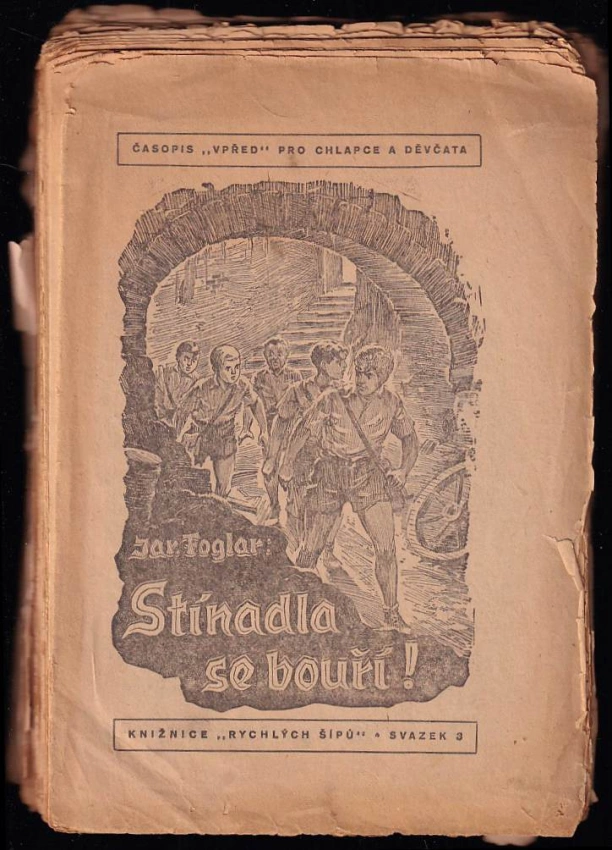 ČASOPIS „VPŘED“ PRO CHLAPCE A DĚVČATA
Jar. Foglar:
Stínadla
se bouří!
KNIŽNICE „RYCHLÝCH ŠÍPŮ“ • SVAZEK 3